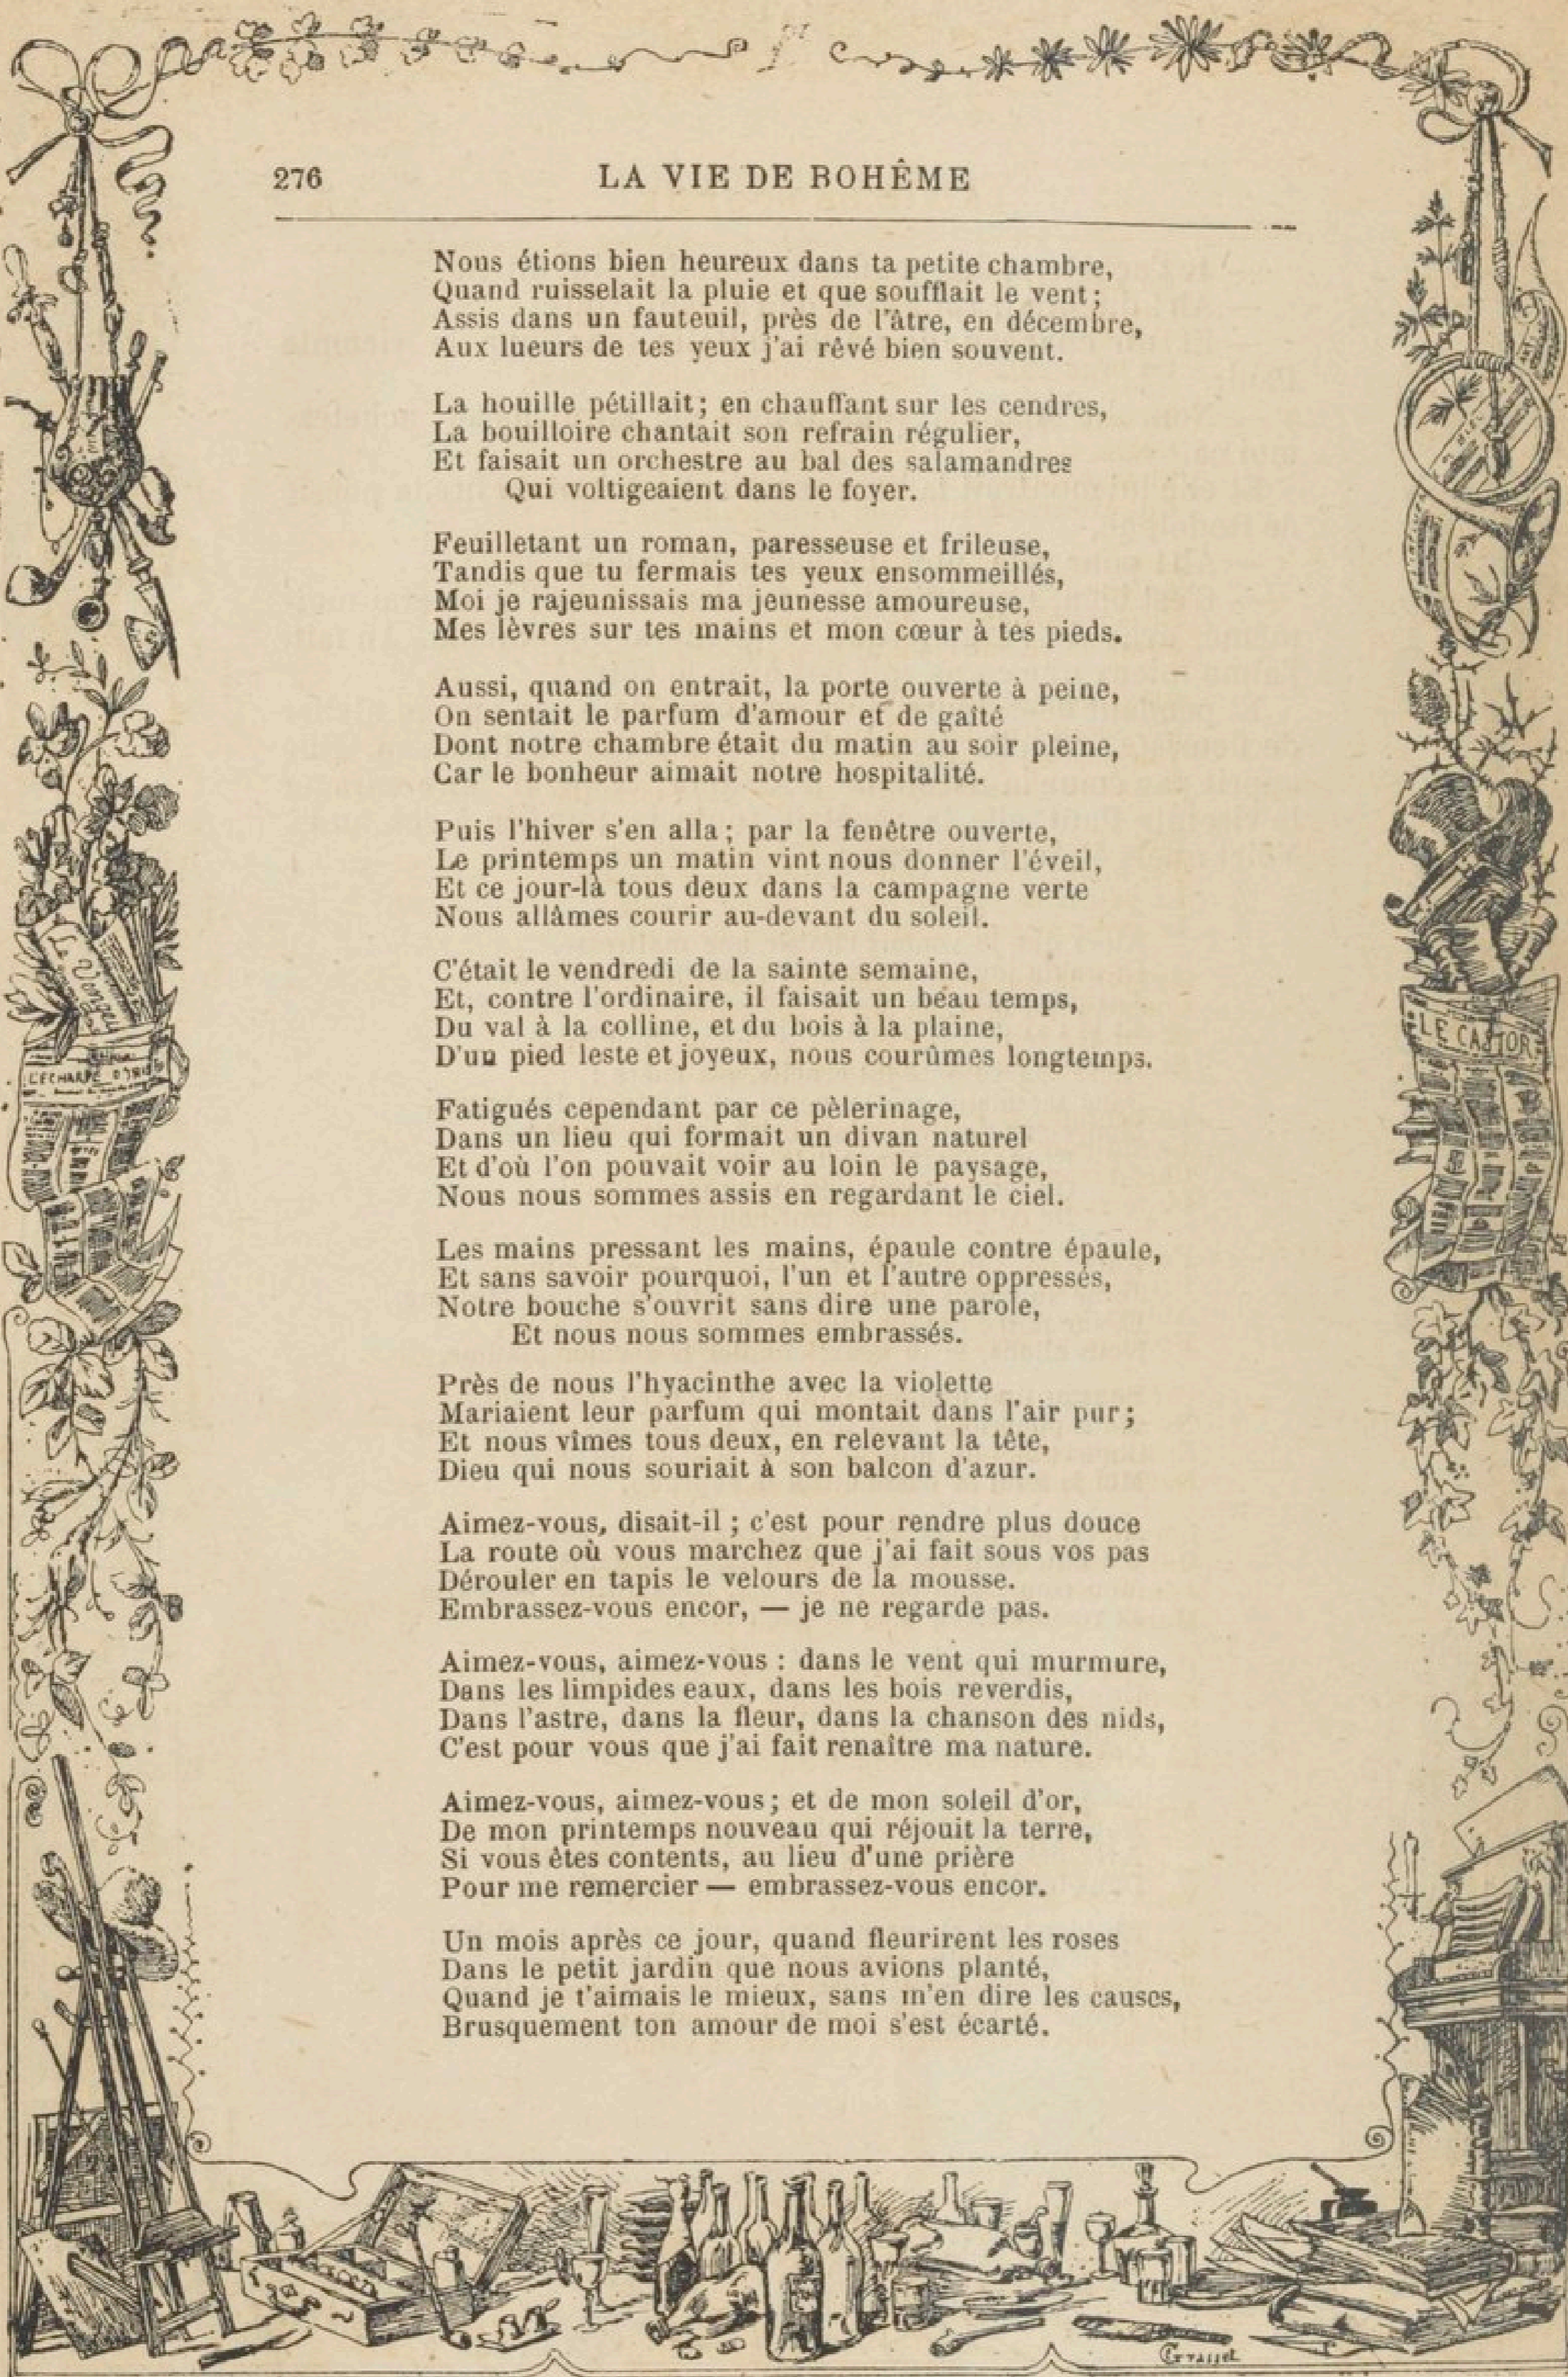 276 LA VIE DE BOHÊME
Nous étions bien heureux dans ta petite chambre,
Quand ruisselait la pluie et que soufflait le vent;
Assis dans un fauteuil, près de l'âtre, en décembre,
Aux lueurs de tes yeux j'ai rêvé bien souvent.
La houille pétillait; en chauffant sur les cendres,
La bouilloire chantait son refrain régulier,
Et faisait un orchestre au bal des salamandres
Qui voltigeaient dans le foyer.
Feuilletant un roman, paresseuse et frileuse,
Tandis que tu fermais tes yeux ensommeillés,
Moi je rajeunissais ma jeunesse amoureuse,
Mes lèvres sur tes mains et mon cœur à tes pieds.
Aussi, quand on entrait, la porte ouverte à peine,
On sentait le parfum d'amour et de gaîté
Dont notre chambre était du matin au soir pleine,
Car le bonheur aimait notre hospitalité.
Puis l'hiver s'en alla; par la fenêtre ouverte,
Le printemps un matin vint nous donner l'éveil,
Et ce jour-là tous deux dans la campagne verte
Nous allâmes courir au-devant du soleil.
C'était le vendredi de la sainte semaine,
Et, contre l'ordinaire, il faisait un beau temps,
Du val à la colline, et du bois à la plaine,
D'un pied leste et joyeux, nous courûmes longtemps.
Fatigués cependant par ce pèlerinage,
Dans un lieu qui formait un divan naturel
Et d'où l'on pouvait voir au loin le paysage,
Nous nous sommes assis en regardant le ciel.
Les mains pressant les mains, épaule contre épaule,
Et sans savoir pourquoi, l'un et l'autre oppressés,
Notre bouche s'ouvrit sans dire une parole,
Et nous nous sommes embrassés.
Près de nous l'hyacinthe avec la violette
Mariaient leur parfum qui montait dans l'air pur;
Et nous vîmes tous deux, en relevant la tête,
Dieu qui nous souriait à son balcon d'azur.
Aimez-vous, disait-il; c'est pour rendre plus douce
La route où vous marchez que j'ai fait sous vos pas
Dérouler en tapis le velours de la mousse.
Embrassez-vous encor, — je ne regarde pas.
Aimez-vous, aimez-vous : dans le vent qui murmure,
Dans les limpides eaux, dans les bois reverdis,
Dans l'astre, dans la fleur, dans la chanson des nids,
C'est pour vous que j'ai fait renaître ma nature.
Aimez-vous, aimez-vous; et de mon soleil d'or,
De mon printemps nouveau qui réjouit la terre,
Si vous êtes contents, au lieu d'une prière
Pour me remercier — embrassez-vous encor.
Un mois après ce jour, quand fleurirent les roses
Dans le petit jardin que nous avions planté,
Quand je t'aimais le mieux, sans m'en dire les causes,
Brusquement ton amour de moi s'est écarté.
Le
L'ÉCHARPE D'IRIS
LE CASTOR
Grasset